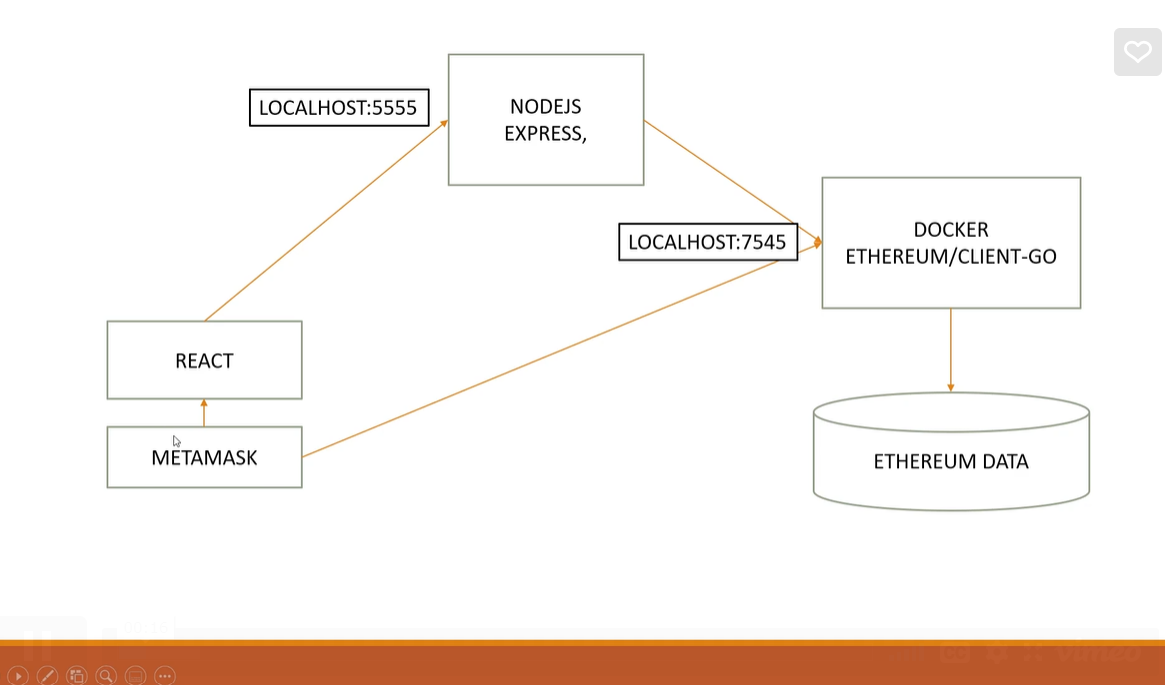 LOCALHOST:5555
NODEJS
EXPRESS,
LOCALHOST:7545
DOCKER
ETHEREUM/CLIENT-GO
REACT
METAMASK
ETHEREUM DATA